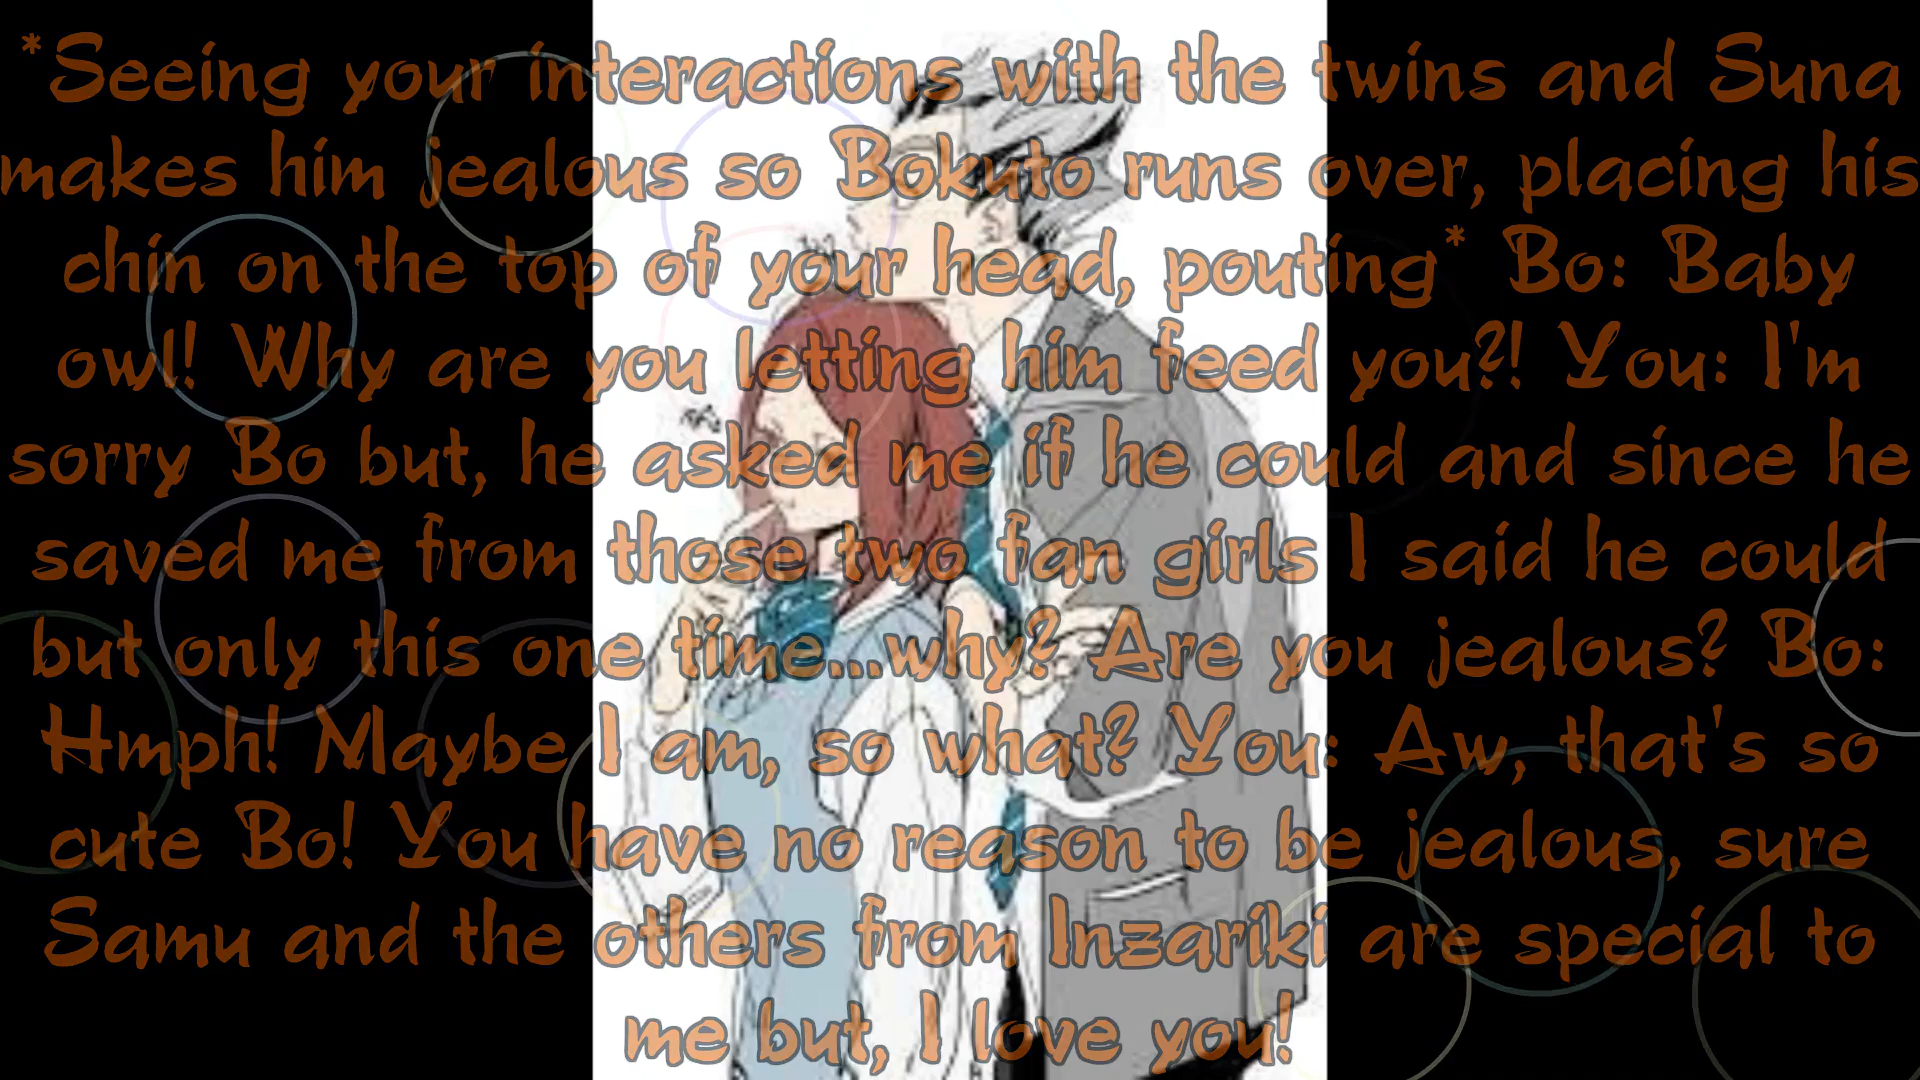 *Seeing your interactions with the twins and Suna
makes him jealous so Bokuto runs over, placing his
chin on the top of your head, pouting* Bo: Baby
owl! Why are you letting him feed you?! You: I'm
sorry Bo but, he asked me if he could and since he
saved me from those two fan girls I said he could
but only this one time...why? Are you jealous? Bo:
Hmph! Maybe I am, so what? You: Aw, that's so
cute Bo! You have no reason to be jealous, sure
Samu and the others from Inzariki are special to
me but, I love you!